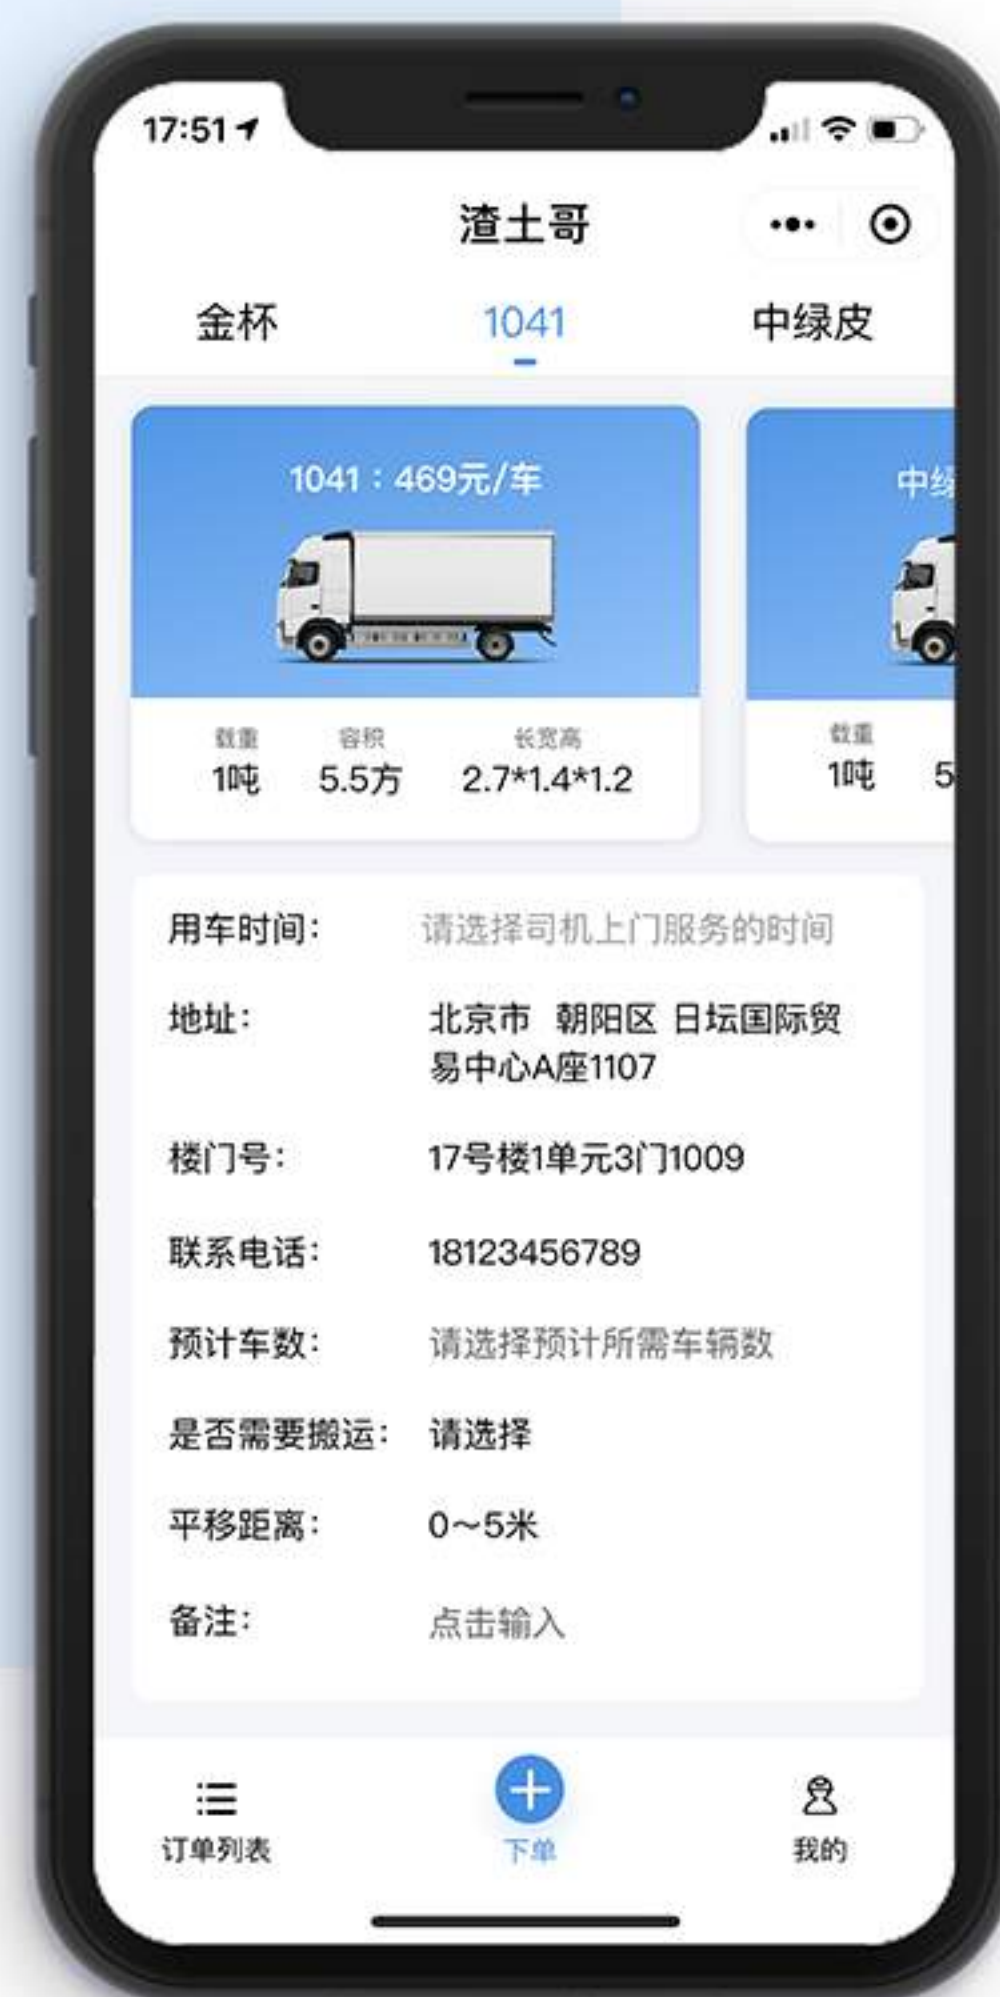 17:51
渣土哥
金杯
1041
中绿皮
1041：469元/车
中绿
载重
容积
长宽高
1吨
5.5方
2.7*1.4*1.2
载重
1吨
5
用车时间：
请选择司机上门服务的时间
地址：
北京市 朝阳区 日坛国际贸
易中心A座1107
楼门号：
17号楼1单元3门1009
联系电话：
18123456789
预计车数：
请选择预计所需车辆数
是否需要搬运：
请选择
平移距离：
0～5米
备注：
点击输入
订单列表
下单
我的